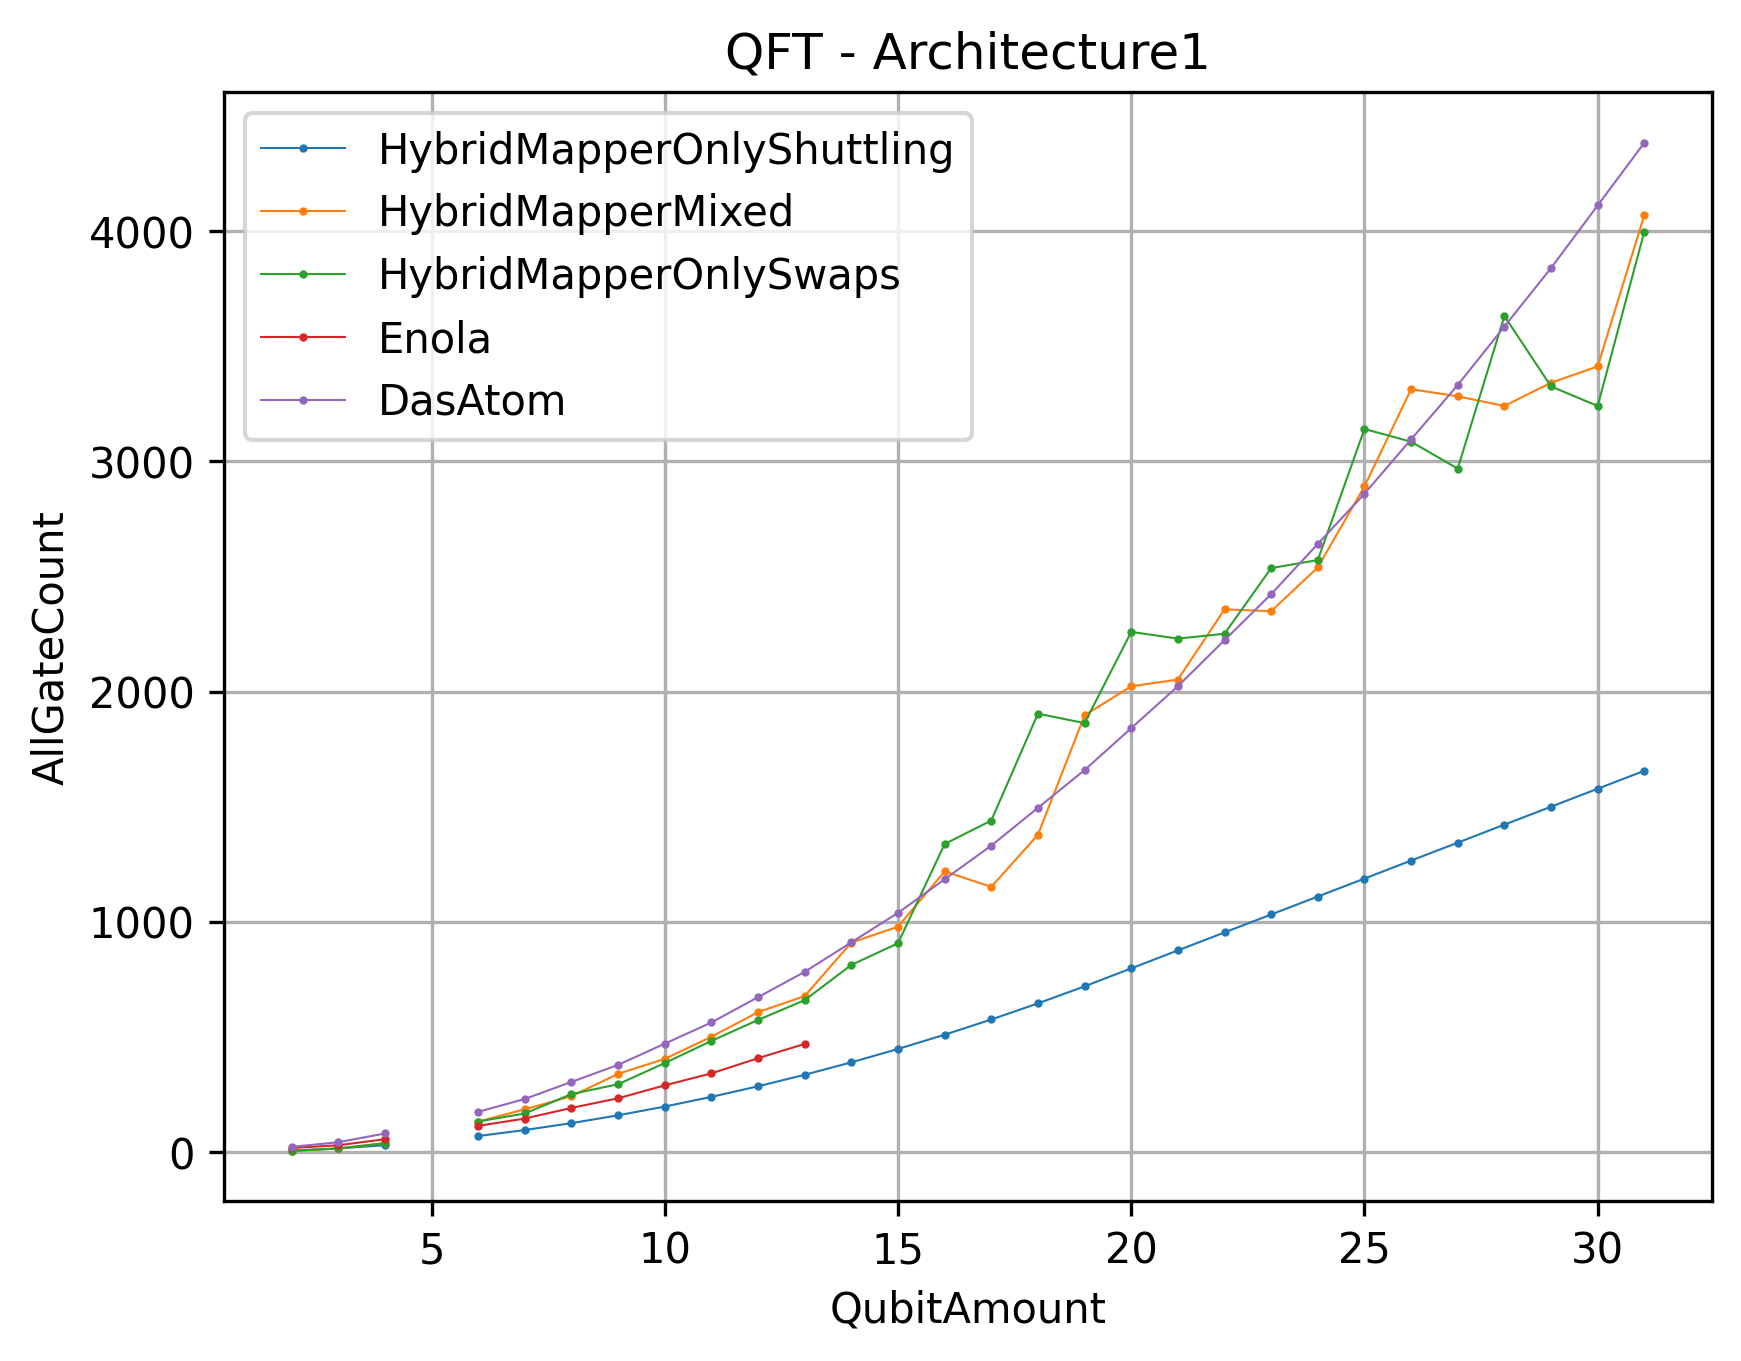 QFT - Architecture1
HybridMapperOnlyShuttling
HybridMapperMixed
HybridMapperOnlySwaps
Enola
DasAtom
AllGateCount
4000
3000
2000
1000
0
5 10 15 20 25 30
QubitAmount